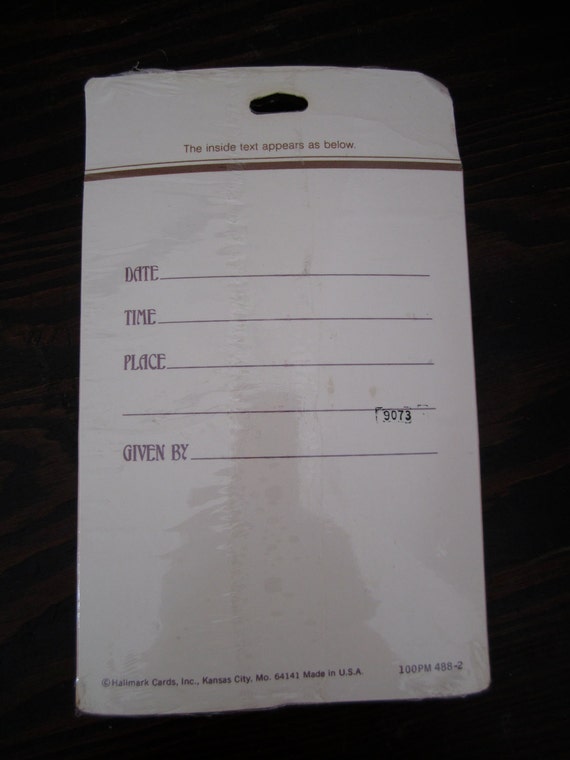 The inside text appears as below.
DATE
TIME
PLACE
9073
GIVEN BY
©Hallmark Cards, Inc., Kansas City, Mo. 64141 Made in U.S.A.
100PM 488-2